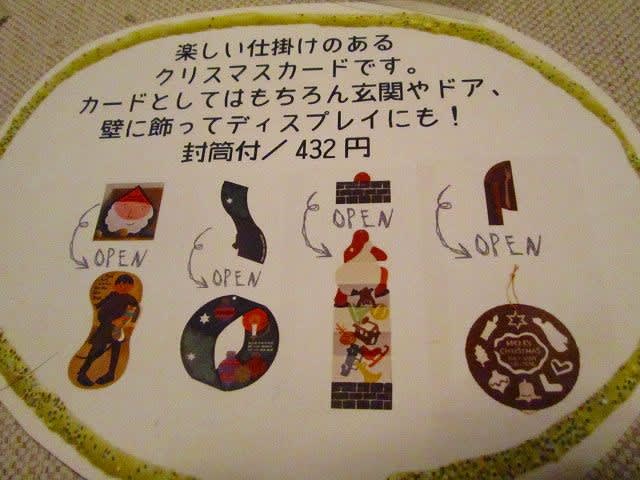 楽しい仕掛けのある
クリスマスカードです。
カードとしてはもちろん玄関やドア、
壁に飾ってディスプレイにも！
封筒付／432円
OPEN
OPEN
OPEN
OPEN
MERRY
CHRISTMAS